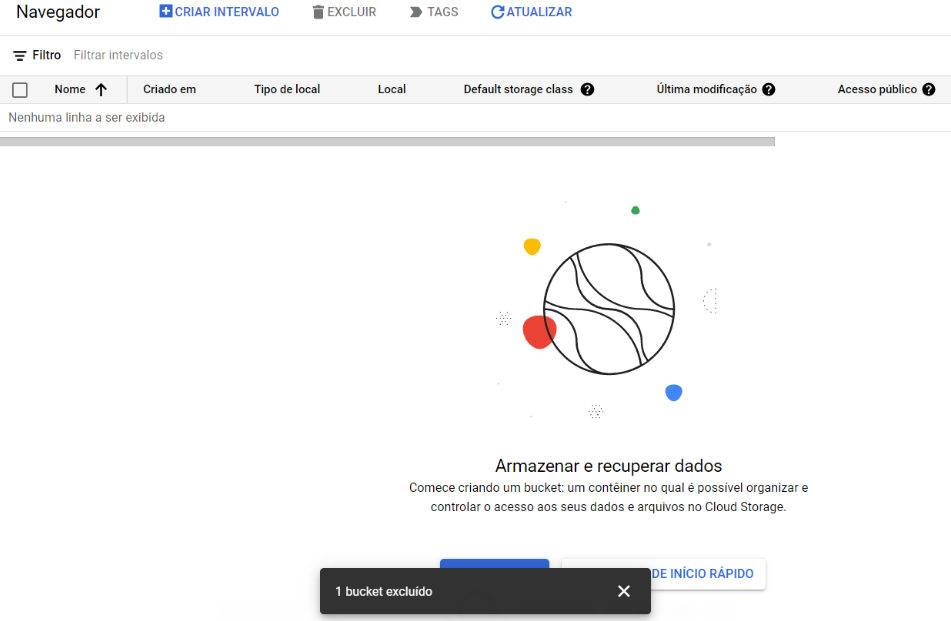 Navegador CRIAR INTERVALO EXCLUIR TAGS ATUALIZAR
Filtro Filtrar intervalos
Nome Criado em Tipo de local Local Default storage class Última modificação Acesso público
Nenhuma linha a ser exibida
Armazenar e recuperar dados
Comece criando um bucket: um contêiner no qual é possível organizar e
controlar o acesso aos seus dados e arquivos no Cloud Storage.
DE INÍCIO RÁPIDO
1 bucket excluído